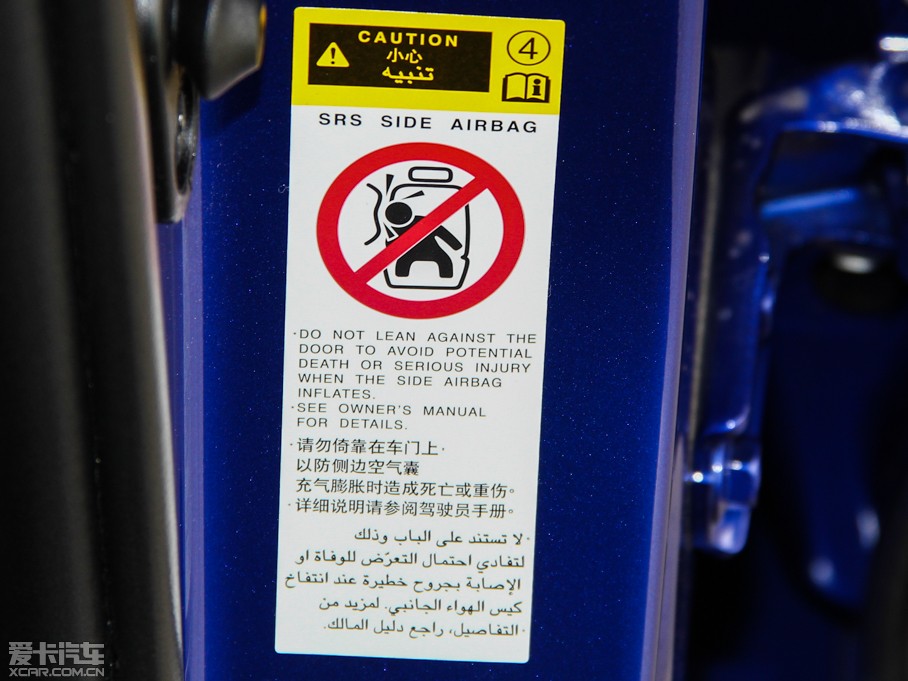 CAUTION
小心
تنبيه
4
SRS SIDE AIRBAG
·DO NOT LEAN AGAINST THE
DOOR TO AVOID POTENTIAL
DEATH OR SERIOUS INJURY
WHEN THE SIDE AIRBAG
INFLATES.
·SEE OWNER'S MANUAL
FOR DETAILS.
·请勿倚靠在车门上·
以防侧边空气囊
充气膨胀时造成死亡或重伤。
·详细说明请参阅驾驶员手册。
·لا تستند على الباب وذلك
لتفادي احتمال التعرّض للوفاة او
الإصابة بجروح خطيرة عند انتفاخ
كيس الهواء الجانبي. لمزيد من
·التفاصيل، راجع دليل المالك.
爱卡汽车
XCAR.COM.CN